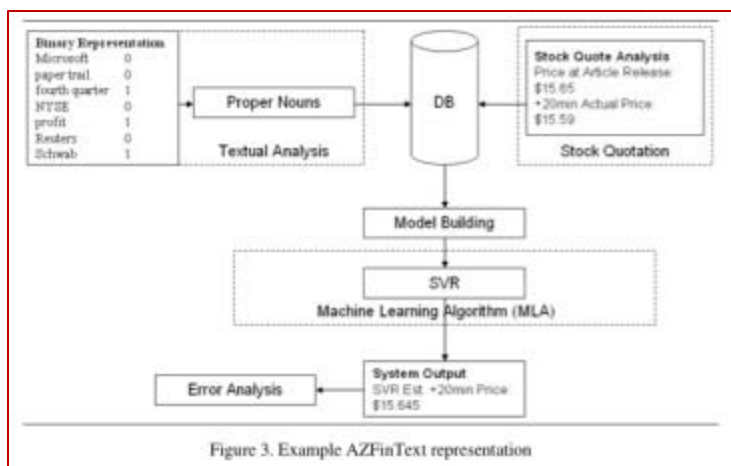 Binary Representation
Microsoft 0
paper trail 0
fourth quarter 1
NYSE 0
profit 1
Reuters 0
Schwab 1
Proper Nouns
Textual Analysis
DB
Stock Quote Analysis
Price at Article Release:
$15.65
+20min Actual Price:
$15.59
Stock Quotation
Model Building
SVR
Machine Learning Algorithm (MLA)
System Output
SVR Est. +20min Price:
$15.645
Error Analysis
Figure 3. Example AZFinText representation